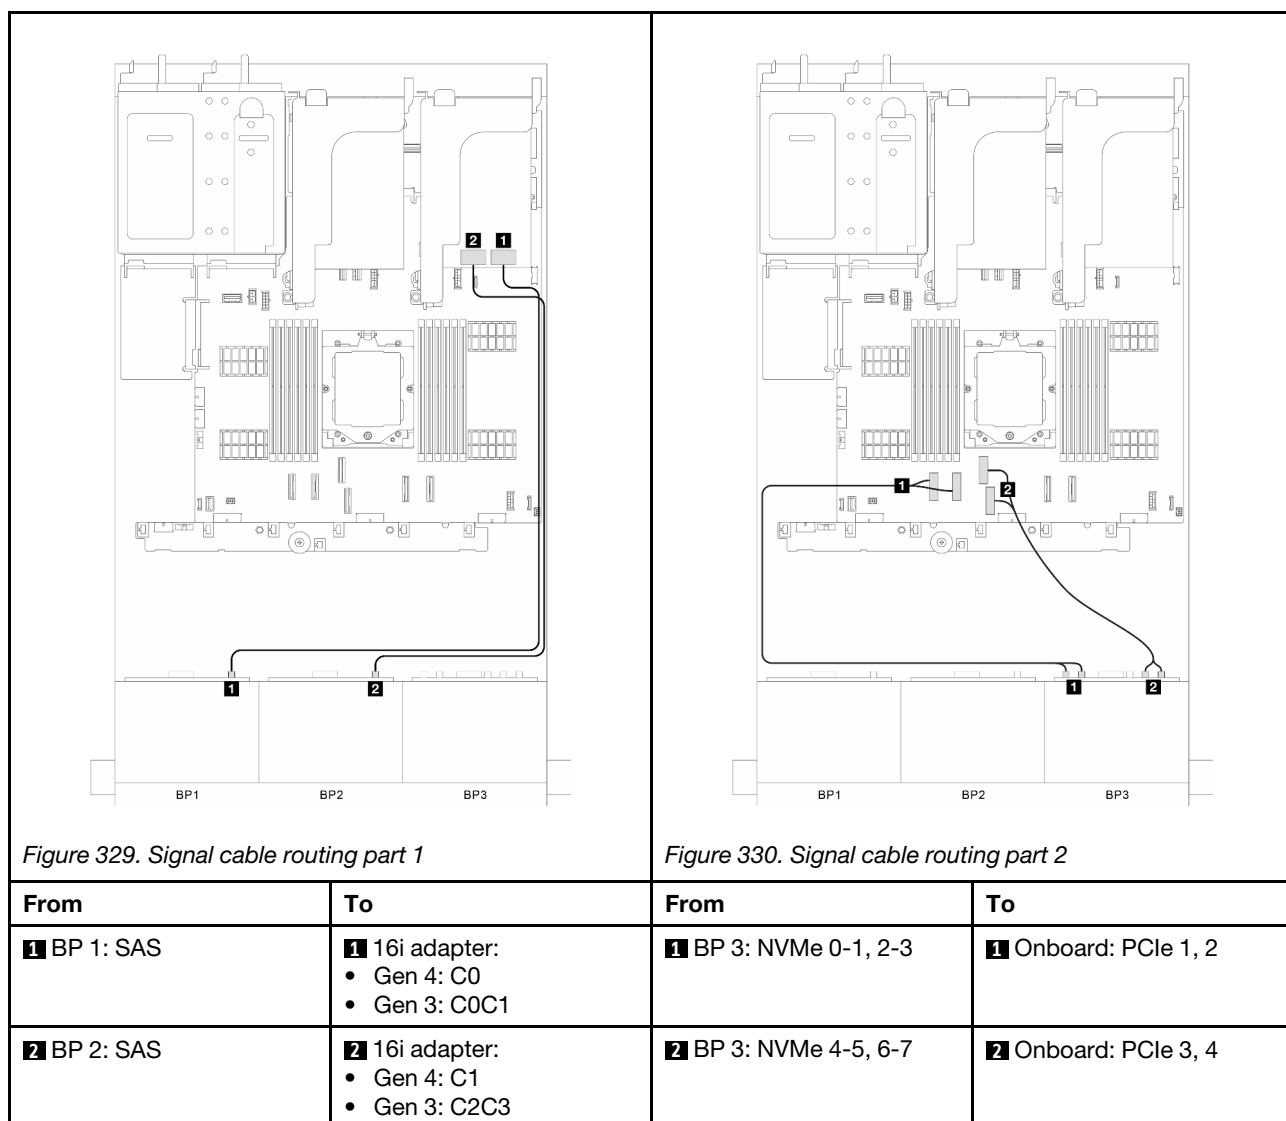 2 1
1 2
BP1 BP2 BP3
Figure 329. Signal cable routing part 1
1 2
1 2
BP1 BP2 BP3
Figure 330. Signal cable routing part 2
From To From To
1 BP 1: SAS
1 16i adapter:
• Gen 4: C0
• Gen 3: C0C1
1 BP 3: NVMe 0-1, 2-3
1 Onboard: PCIe 1, 2
2 BP 2: SAS
2 16i adapter:
• Gen 4: C1
• Gen 3: C2C3
2 BP 3: NVMe 4-5, 6-7
2 Onboard: PCIe 3, 4